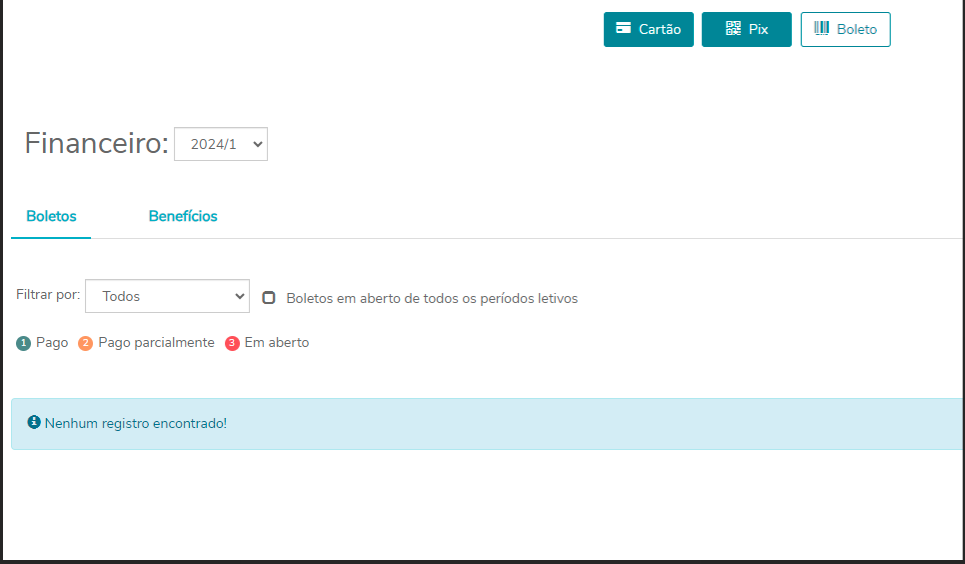 Cartão Pix Boleto
Financeiro: 2024/1
Boletos Benefícios
Filtrar por: Todos Boletos em aberto de todos os períodos letivos
1 Pago 2 Pago parcialmente 3 Em aberto
Nenhum registro encontrado!